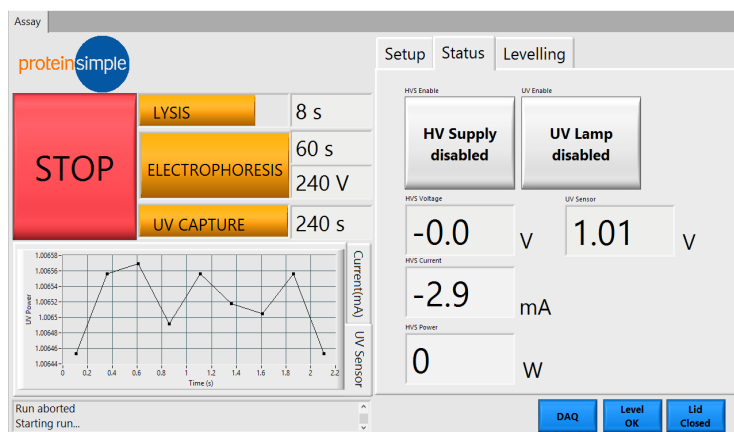 Assay
proteinsimple
STOP
LYSIS
8 s
ELECTROPHORESIS
60 s
240 V
UV CAPTURE
240 s
UV Power
1.00658
1.00656
1.00654
1.00652
1.0065
1.00648
1.00646
1.00644
0 0.2 0.4 0.6 0.8 1 1.2 1.4 1.6 1.8 2 2.2
Time (s)
Current(mA)
UV Sensor
Run aborted
Starting run...
Setup Status Levelling
HVS Enable
UV Enable
HV Supply
disabled
UV Lamp
disabled
HVS Voltage
-0.0 V
UV Sensor
1.01 V
HVS Current
-2.9 mA
HVS Power
0 W
DAQ
Level
OK
Lid
Closed